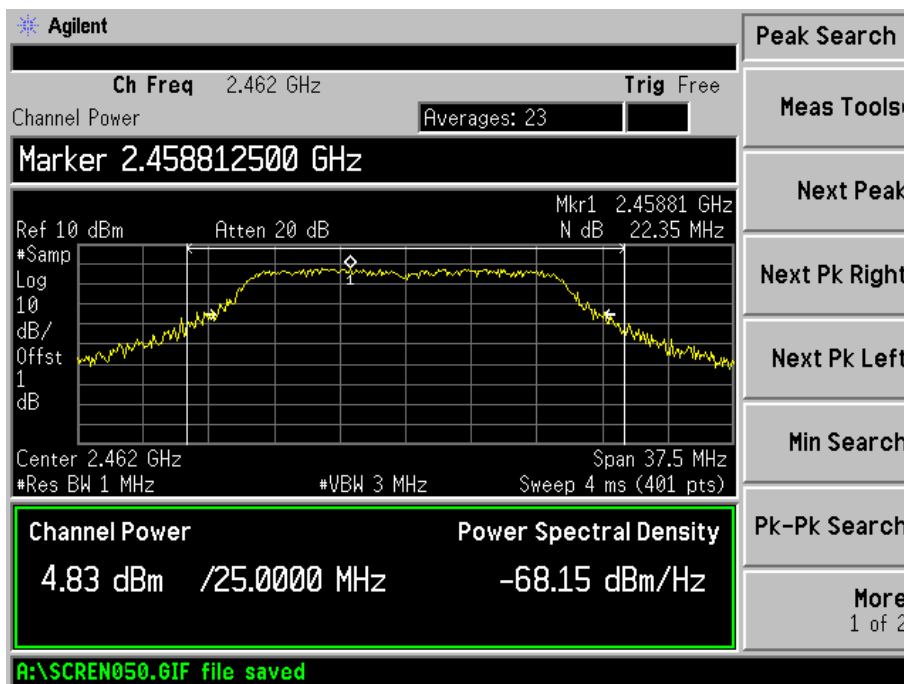 Agilent
Peak Search
Ch Freq 2.462 GHz Trig Free
Channel Power Averages: 23
Meas Tools
Marker 2.458812500 GHz
Mkr1 2.45881 GHz
Ref 10 dBm Atten 20 dB N dB 22.35 MHz
Next Peak
#Samp
Log
10
dB/
Offst
1
dB
1
Next Pk Right
Next Pk Left
Center 2.462 GHz Span 37.5 MHz
#Res BW 1 MHz #VBW 3 MHz Sweep 4 ms (401 pts)
Min Search
Channel Power Power Spectral Density
4.83 dBm /25.0000 MHz -68.15 dBm/Hz
Pk-Pk Search
More
1 of 2
A:\SCREN050.GIF file saved